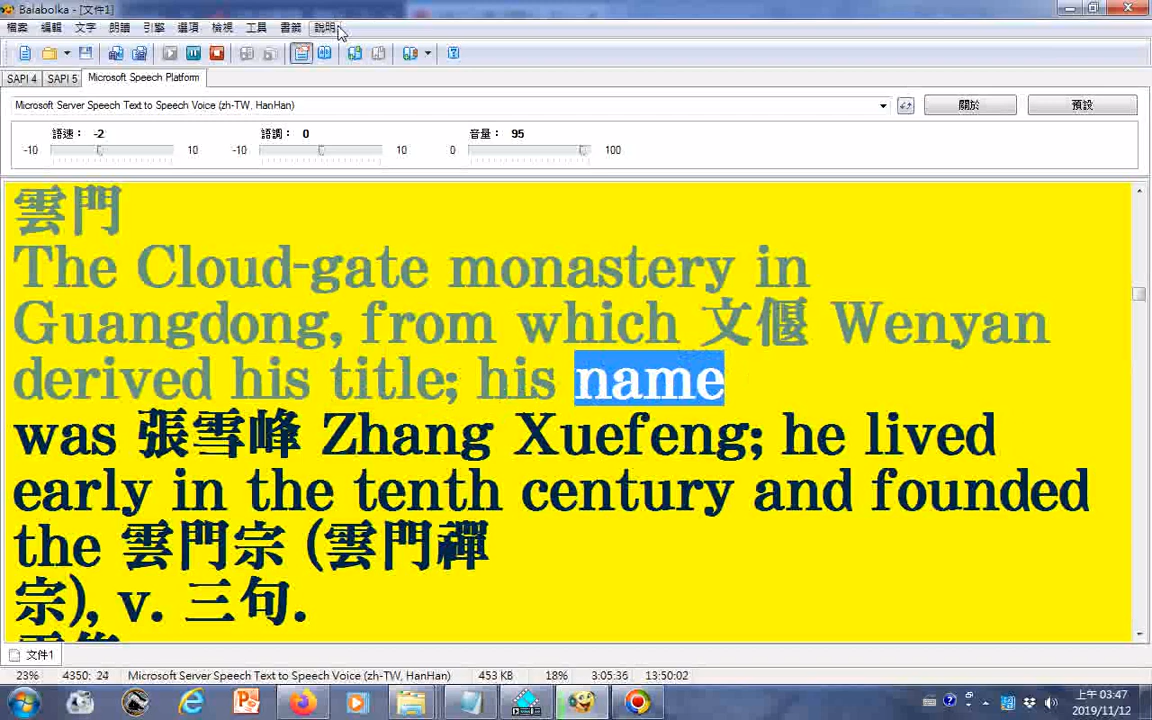 Balabolka - [文件1]
檔案 編輯 文字 朗讀 引擎 選項 檢視 工具 書籤 說明
SAPI 4 SAPI 5 Microsoft Speech Platform
Microsoft Server Speech Text to Speech Voice (zh-TW, HanHan) 關於 預設
語速： -2 語調： 0 音量： 95
-10 10 -10 10 0 100
雲門
The Cloud-gate monastery in
Guangdong, from which 文偃 Wenyan
derived his title; his name
was 張雪峰 Zhang Xuefeng; he lived
early in the tenth century and founded
the 雲門宗 (雲門禪
宗), v. 三句.
文件1
23% 4350; 24 Microsoft Server Speech Text to Speech Voice (zh-TW, HanHan) 453 KB 18% 3:05:36 13:50:02
上午 03:47
2019/11/12